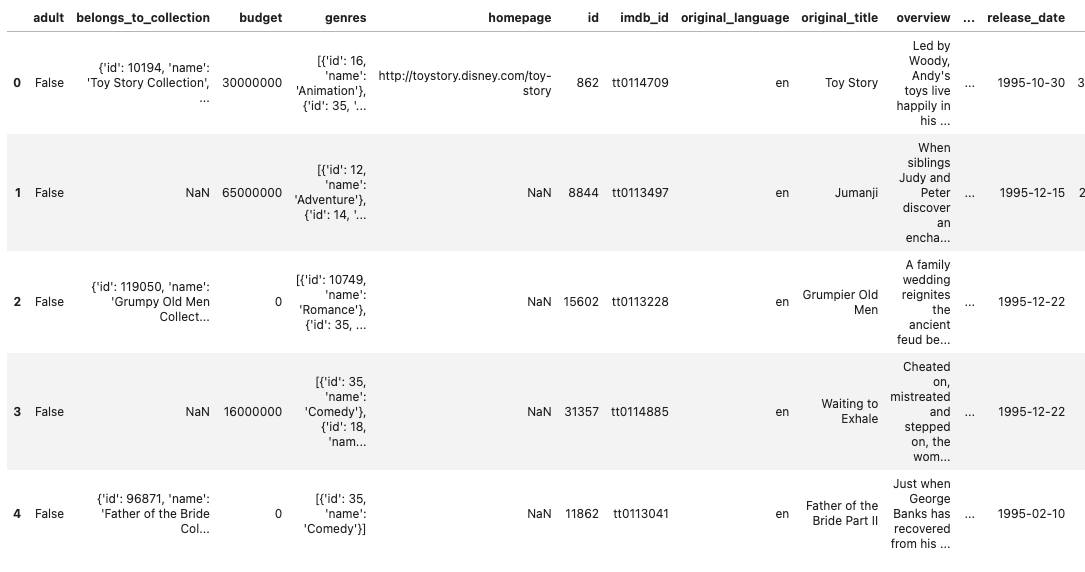 adult belongs_to_collection budget genres homepage id imdb_id original_language original_title overview ... release_date
0 False {'id': 10194, 'name': 'Toy Story Collection', ... 30000000 [{'id': 16, 'name': 'Animation'}, {'id': 35, '... http://toystory.disney.com/toy-story 862 tt0114709 en Toy Story Led by Woody, Andy's toys live happily in his ... ... 1995-10-30 3
1 False NaN 65000000 [{'id': 12, 'name': 'Adventure'}, {'id': 14, '... NaN 8844 tt0113497 en Jumanji When siblings Judy and Peter discover an encha... ... 1995-12-15 2
2 False {'id': 119050, 'name': 'Grumpy Old Men Collect... 0 [{'id': 10749, 'name': 'Romance'}, {'id': 35, ... NaN 15602 tt0113228 en Grumpier Old Men A family wedding reignites the ancient feud be... ... 1995-12-22
3 False NaN 16000000 [{'id': 35, 'name': 'Comedy'}, {'id': 18, 'nam... NaN 31357 tt0114885 en Waiting to Exhale Cheated on, mistreated and stepped on, the wom... ... 1995-12-22
4 False {'id': 96871, 'name': 'Father of the Bride Col... 0 [{'id': 35, 'name': 'Comedy'}] NaN 11862 tt0113041 en Father of the Bride Part II Just when George Banks has recovered from his ... ... 1995-02-10